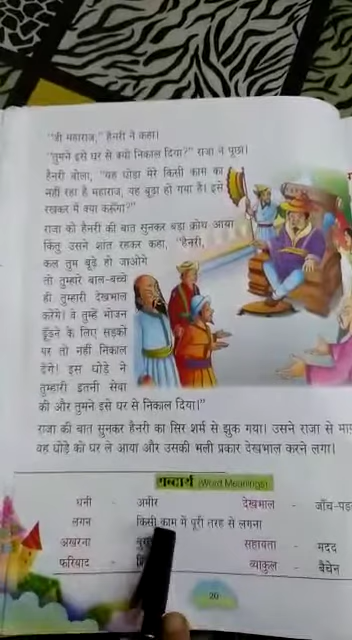 "जी महाराज," हैनरी ने कहा।
"तुमने इसे घर से क्यों निकाल दिया?" राजा ने पूछा।
हैनरी बोला, "यह घोड़ा मेरे किसी काम का
नहीं रहा है महाराज, यह बूढ़ा हो गया है। इसे
रखकर मैं क्या करूँगा?"
राजा को हैनरी की बात सुनकर बड़ा क्रोध आया
किंतु उसने शांत रहकर कहा, "हैनरी,
कल तुम बूढ़े हो जाओगे
तो तुम्हारे बाल-बच्चे
ही तुम्हारी देखभाल
करेंगे। वे तुम्हें भोजन
ढूँढने के लिए सड़कों
पर तो नहीं निकाल
देंगे! इस घोड़े ने
तुम्हारी इतनी सेवा
की और तुमने इसे घर से निकाल दिया।"
राजा की बात सुनकर हैनरी का सिर शर्म से झुक गया। उसने राजा से
वह घोड़े को घर ले आया और उसकी भली प्रकार देखभाल करने लगा।
शब्दार्थ (Word Meanings)
धनी - अमीर देखभाल - जाँच-
लगन किसी काम में पूरी तरह से लगना
अखरना सहायता - मदद
फरियाद - व्याकुल - बैचेन
20